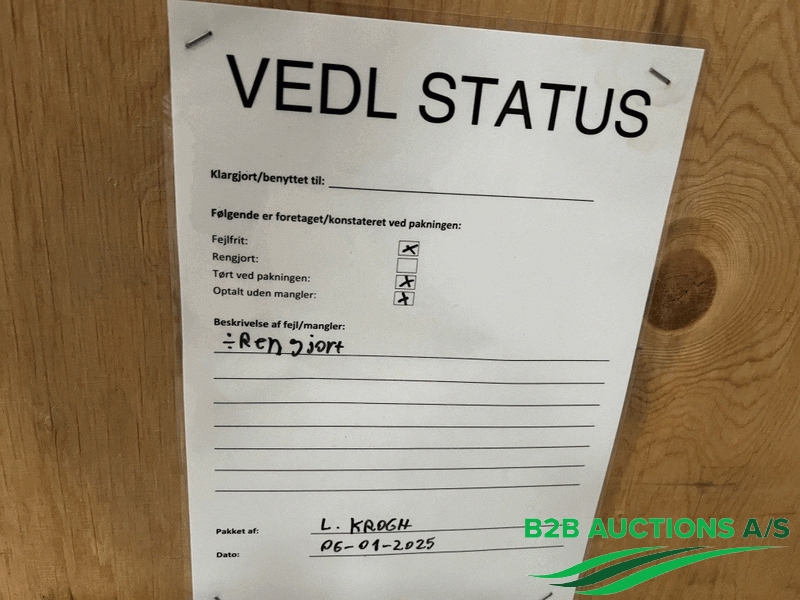 VEDL STATUS
Klargjort/benyttet til:
Følgende er foretaget/konstateret ved pakningen:
Fejlfrit:
Rengjort:
Tørt ved pakningen:
Optalt uden mangler:
Beskrivelse af fejl/mangler:
÷Rengjort
Pakket af: L. KROGH
Dato: 06-01-2025
B2B AUCTIONS A/S